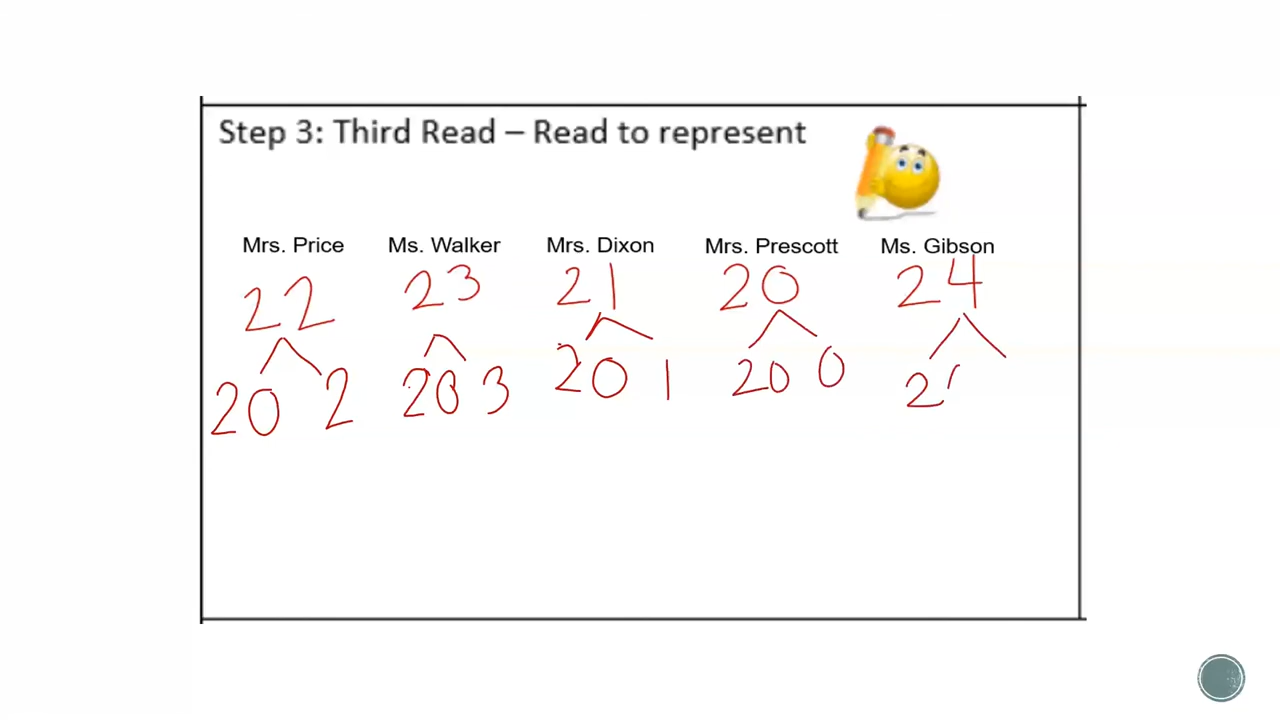 Step 3: Third Read – Read to represent
Mrs. Price Ms. Walker Mrs. Dixon Mrs. Prescott Ms. Gibson
22 23 21 20 24
20 2 20 3 20 1 20 0 2